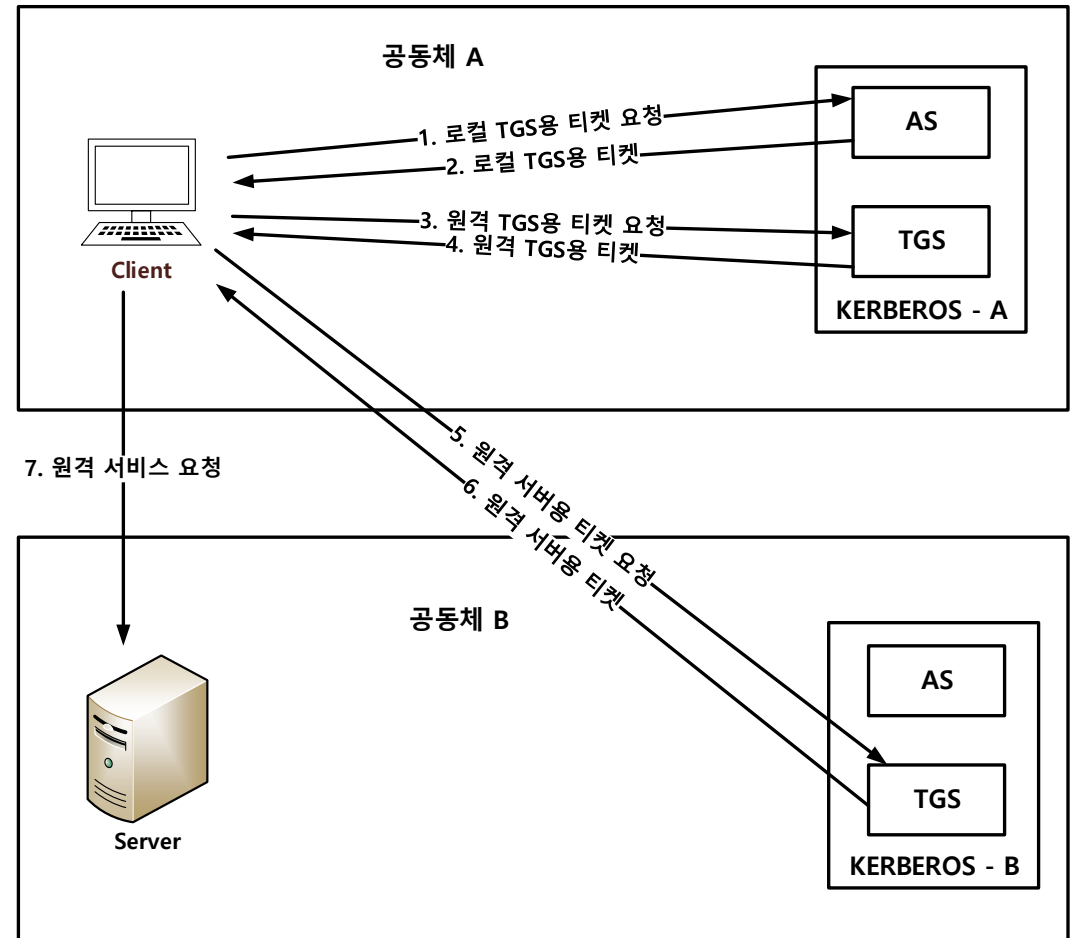 공동체 A
1. 로컬 TGS용 티켓 요청
AS
2. 로컬 TGS용 티켓
3. 원격 TGS용 티켓 요청
4. 원격 TGS용 티켓
TGS
Client
KERBEROS - A
5. 원격 서버용 티켓 요청
6. 원격 서버용 티켓
7. 원격 서비스 요청
공동체 B
AS
TGS
Server
KERBEROS - B